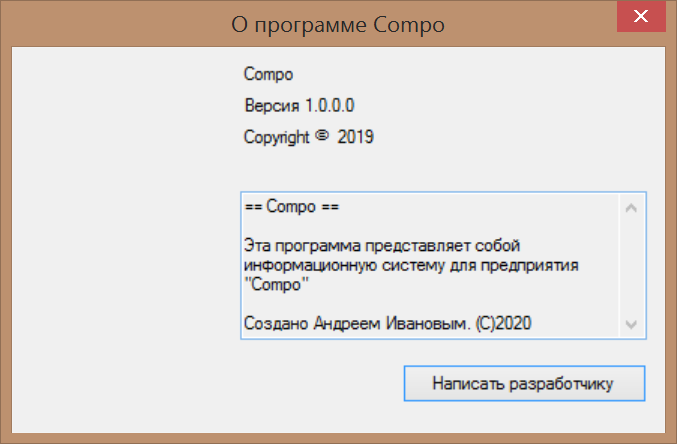 О программе Compo
Compo
Версия 1.0.0.0
Copyright © 2019
== Compo ==
Эта программа представляет собой
информационную систему для предприятия
"Compo"
Создано Андреем Ивановым. (C)2020
Написать разработчику